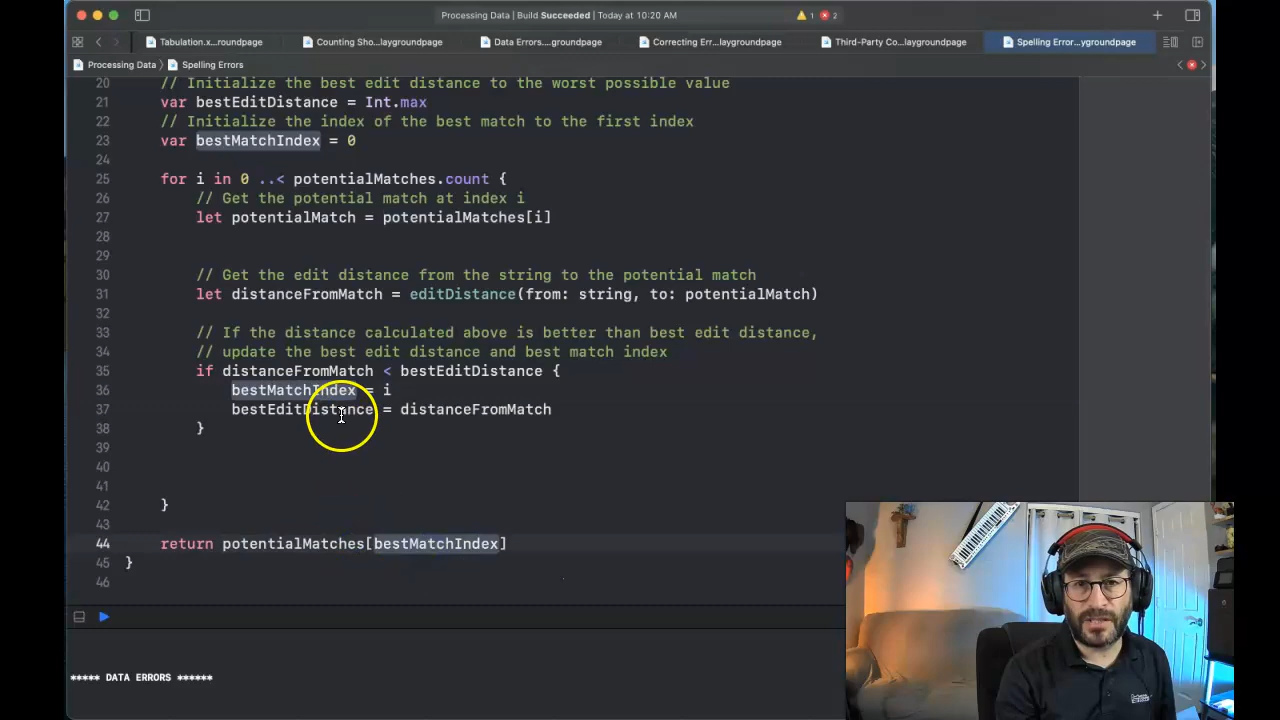 Processing Data | Build Succeeded | Today at 10:20 AM
1 2
Tabulation.x...roundpage
Counting Sho...laygroundpage
Data Errors....groundpage
Correcting Err...laygroundpage
Third-Party Co...laygroundpage
Spelling Error...ygroundpage
Processing Data 〉 Spelling Errors
20 // Initialize the best edit distance to the worst possible value
21 var bestEditDistance = Int.max
22 // Initialize the index of the best match to the first index
23 var bestMatchIndex = 0
24
25 for i in 0 ..< potentialMatches.count {
26 // Get the potential match at index i
27 let potentialMatch = potentialMatches[i]
28
29
30 // Get the edit distance from the string to the potential match
31 let distanceFromMatch = editDistance(from: string, to: potentialMatch)
32
33 // If the distance calculated above is better than best edit distance,
34 // update the best edit distance and best match index
35 if distanceFromMatch < bestEditDistance {
36 bestMatchIndex = i
37 bestEditDistance = distanceFromMatch
38 }
39
40
41
42 }
43
44 return potentialMatches[bestMatchIndex]
45 }
46
***** DATA ERRORS ******